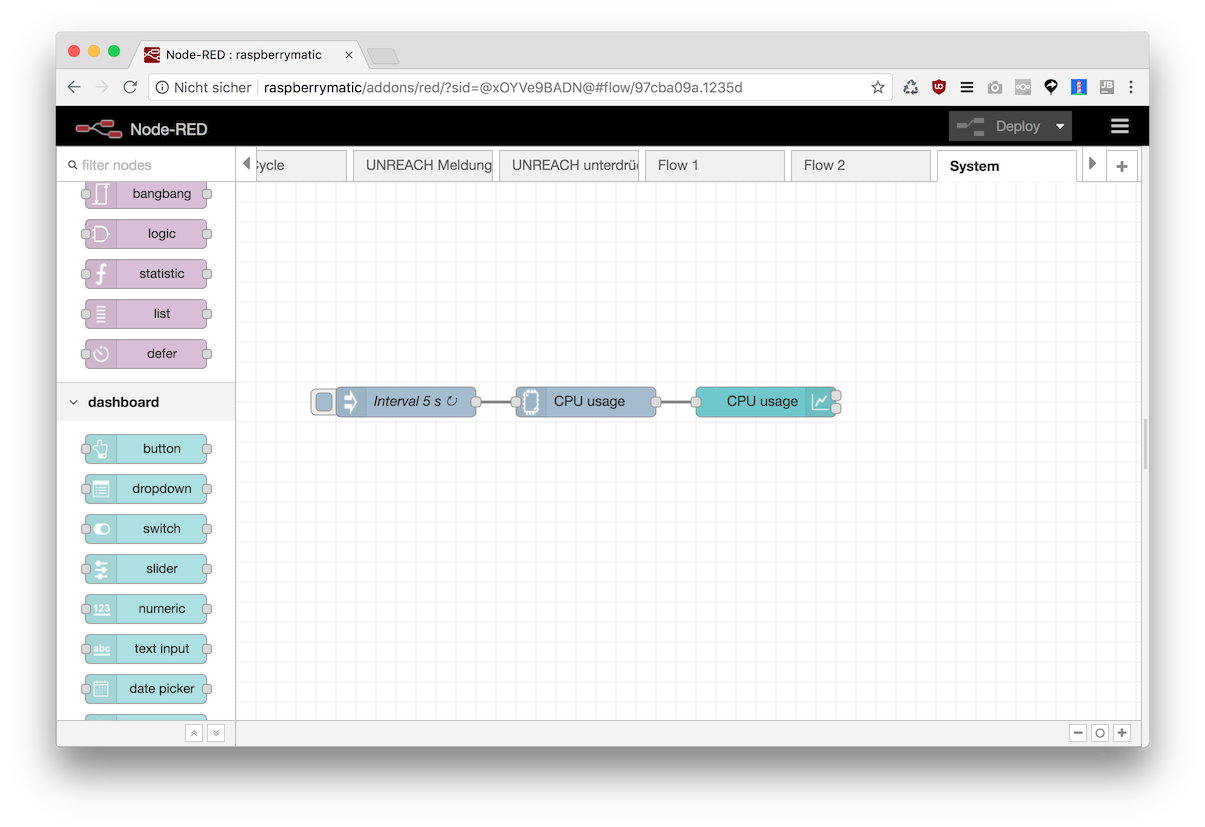 Node-RED : raspberrymatic
Nicht sicher raspberrymatic/addons/red/?sid=@xOYVe9BADN@#flow/97cba09a.1235d
Node-RED
Deploy
filter nodes
UNREACH Meldung
UNREACH unterdrü
Flow 1
Flow 2
System
bangbang
logic
statistic
list
defer
dashboard
button
dropdown
switch
slider
123 numeric
abc text input
date picker
Interval 5 s ↻
CPU usage
CPU usage